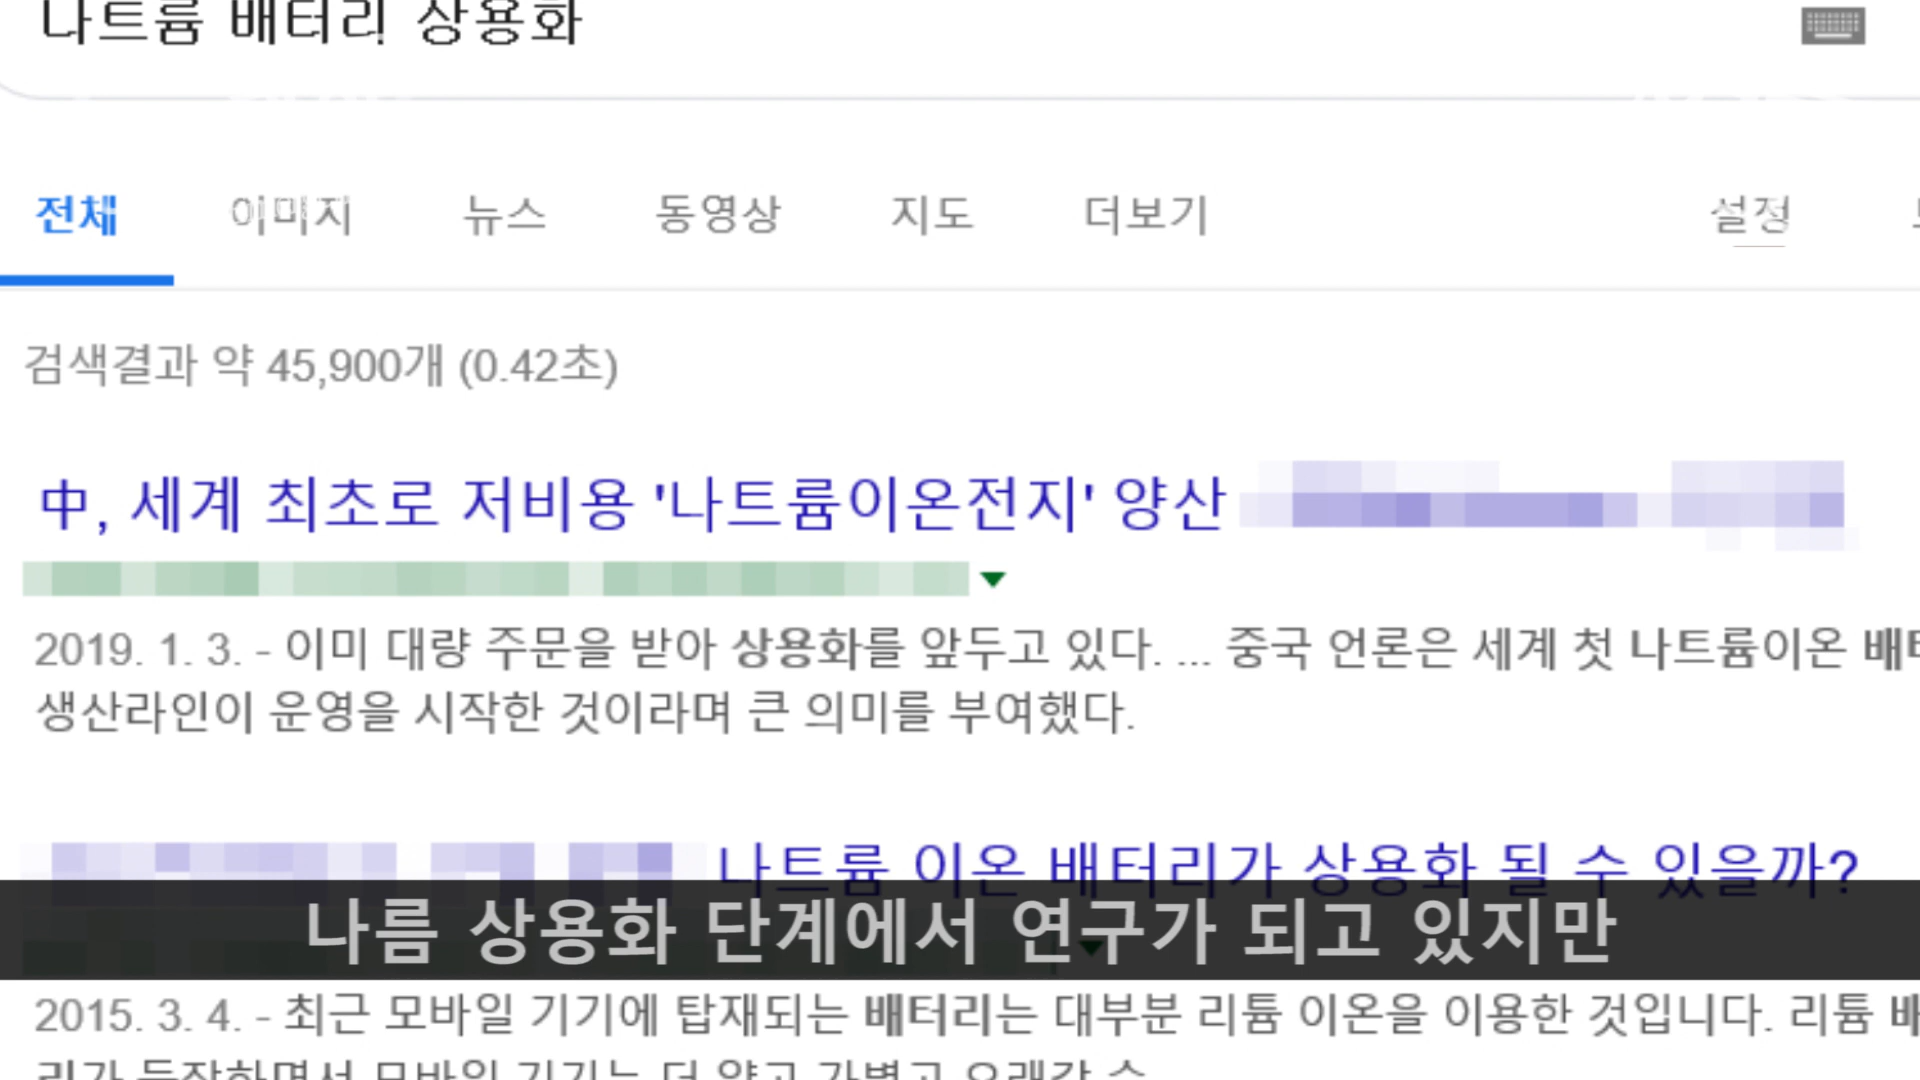 나트륨 배터리 상용화
전체 이미지 뉴스 동영상 지도 더보기 설정
검색결과 약 45,900개 (0.42초)
中, 세계 최초로 저비용 '나트륨이온전지' 양산
2019. 1. 3. - 이미 대량 주문을 받아 상용화를 앞두고 있다. ... 중국 언론은 세계 첫 나트륨이온
생산라인이 운영을 시작한 것이라며 큰 의미를 부여했다.
나트륨 이온 배터리가 상용화 될 수 있을까?
나름 상용화 단계에서 연구가 되고 있지만
2015. 3. 4. - 최근 모바일 기기에 탑재되는 배터리는 대부분 리튬 이온을 이용한 것입니다. 리튬